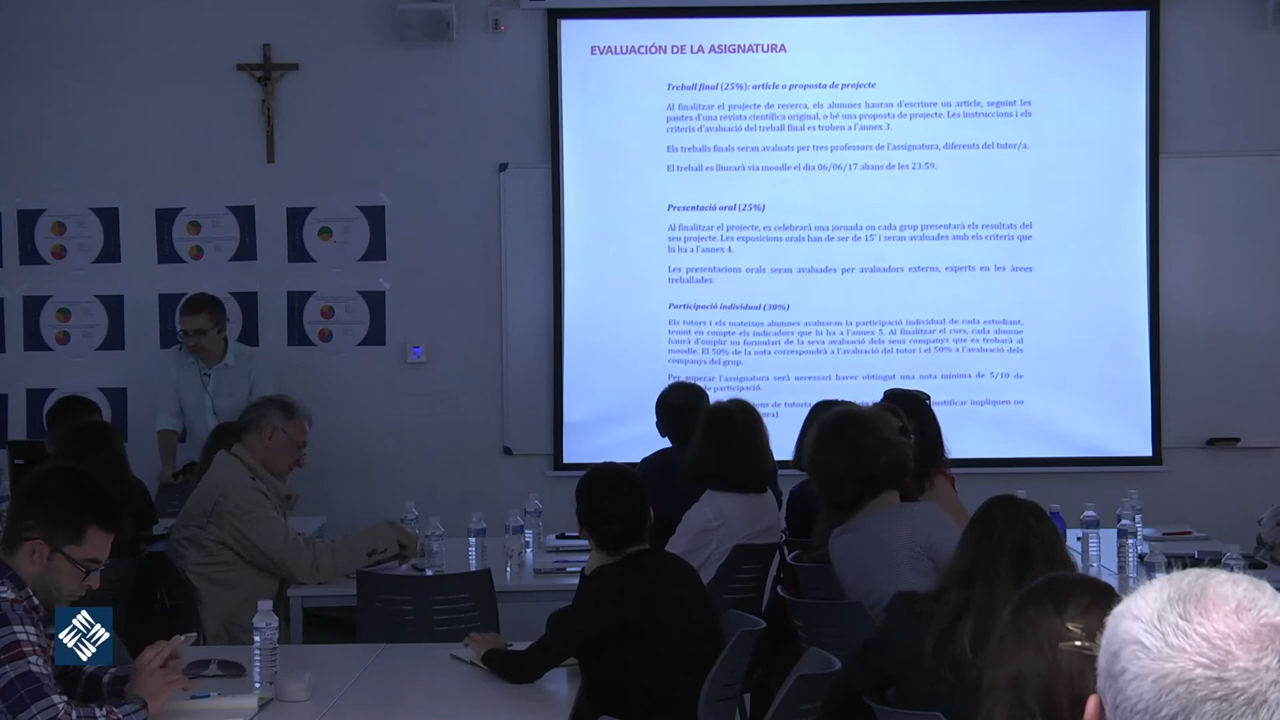 EVALUACIÓN DE LA ASIGNATURA
Treball final (25%): article o proposta de projecte
Al finalitzar el projecte de recerca, els alumnes hauran d'escriure un article, seguint les
pautes d'una revista científica original, o bé una proposta de projecte. Les instruccions i els
criteris d'avaluació del treball final es troben a l'annex 3.
Els treballs finals seran avaluats per tres professors de l'assignatura, diferents del tutor/a.
El treball es lliurarà via moodle el dia 06/06/17 abans de les 23:59.
Presentació oral (25%)
Al finalitzar el projecte, es celebrarà una jornada on cada grup presentarà els resultats del
seu projecte. Les exposicions orals han de ser de 15' i seran avaluades amb els criteris que
hi ha a l'annex 4.
Les presentacions orals seran avaluades per avaluadors externs, experts en les àrees
treballades.
Participació individual (30%)
Els tutors i els mateixos alumnes avaluaran la participació individual de cada estudiant,
tenint en compte els indicadors que hi ha a l'annex 5. Al finalitzar el curs, cada alumne
haurà d'omplir un formulari de la seva avaluació dels seus companys que es trobarà al
moodle. El 50% de la nota correspondrà a l'avaluació del tutor i el 50% a l'avaluació dels
companys del grup.
Per superar l'assignatura serà necessari haver obtingut una nota mínima de 5/10 de
de participació.
de tutoria justificar impliquen no